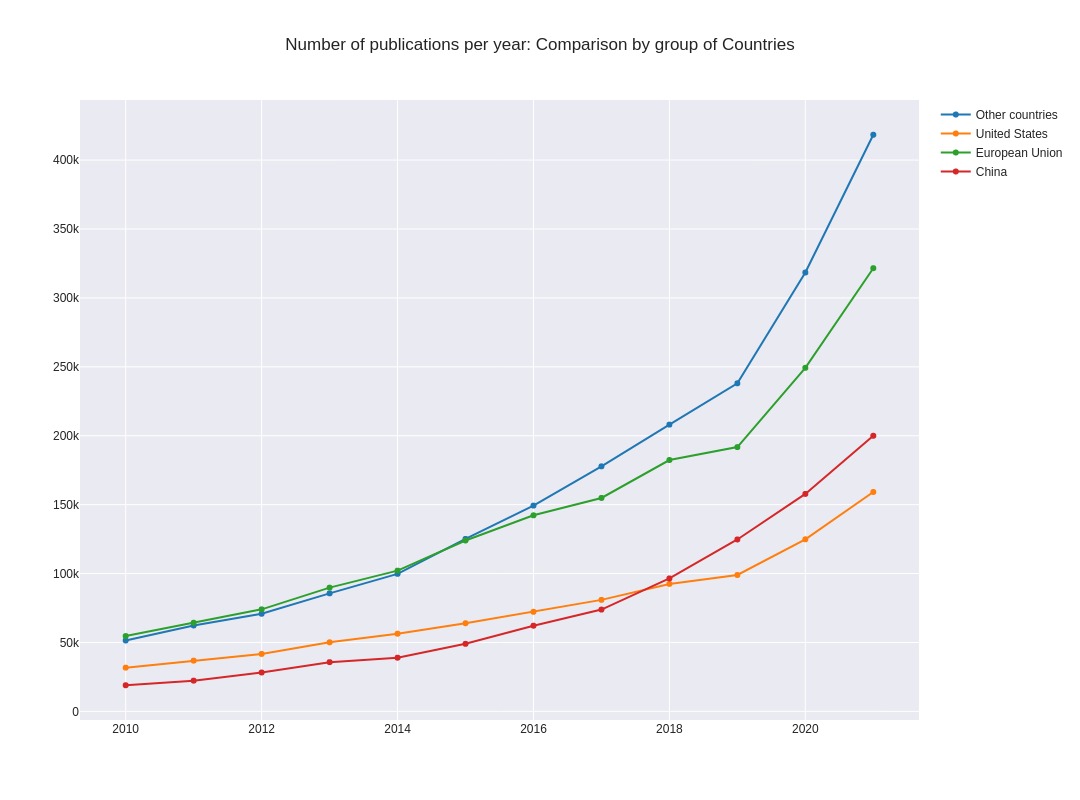 Number of publications per year: Comparison by group of Countries
Other countries
United States
European Union
China
400k
350k
300k
250k
200k
150k
100k
50k
0
2010 2012 2014 2016 2018 2020